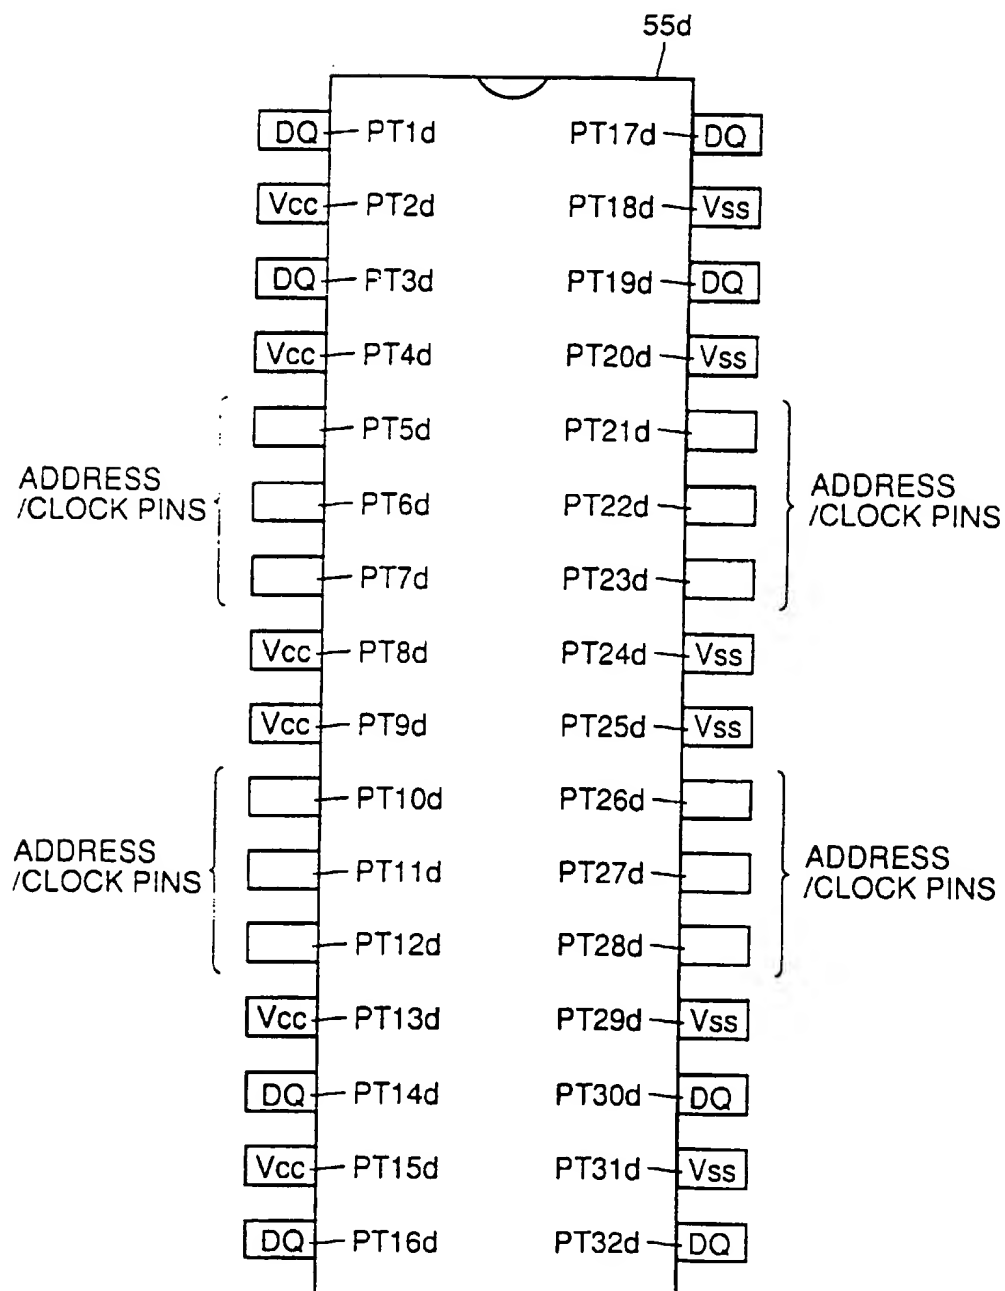 55d
DQ PT1d PT17d DQ
Vcc PT2d PT18d Vss
DQ PT3d PT19d DQ
Vcc PT4d PT20d Vss
PT5d PT21d
ADDRESS
/CLOCK PINS
PT6d PT22d
ADDRESS
/CLOCK PINS
PT7d PT23d
Vcc PT8d PT24d Vss
Vcc PT9d PT25d Vss
PT10d PT26d
ADDRESS
/CLOCK PINS
PT11d PT27d
ADDRESS
/CLOCK PINS
PT12d PT28d
Vcc PT13d PT29d Vss
DQ PT14d PT30d DQ
Vcc PT15d PT31d Vss
DQ PT16d PT32d DQ